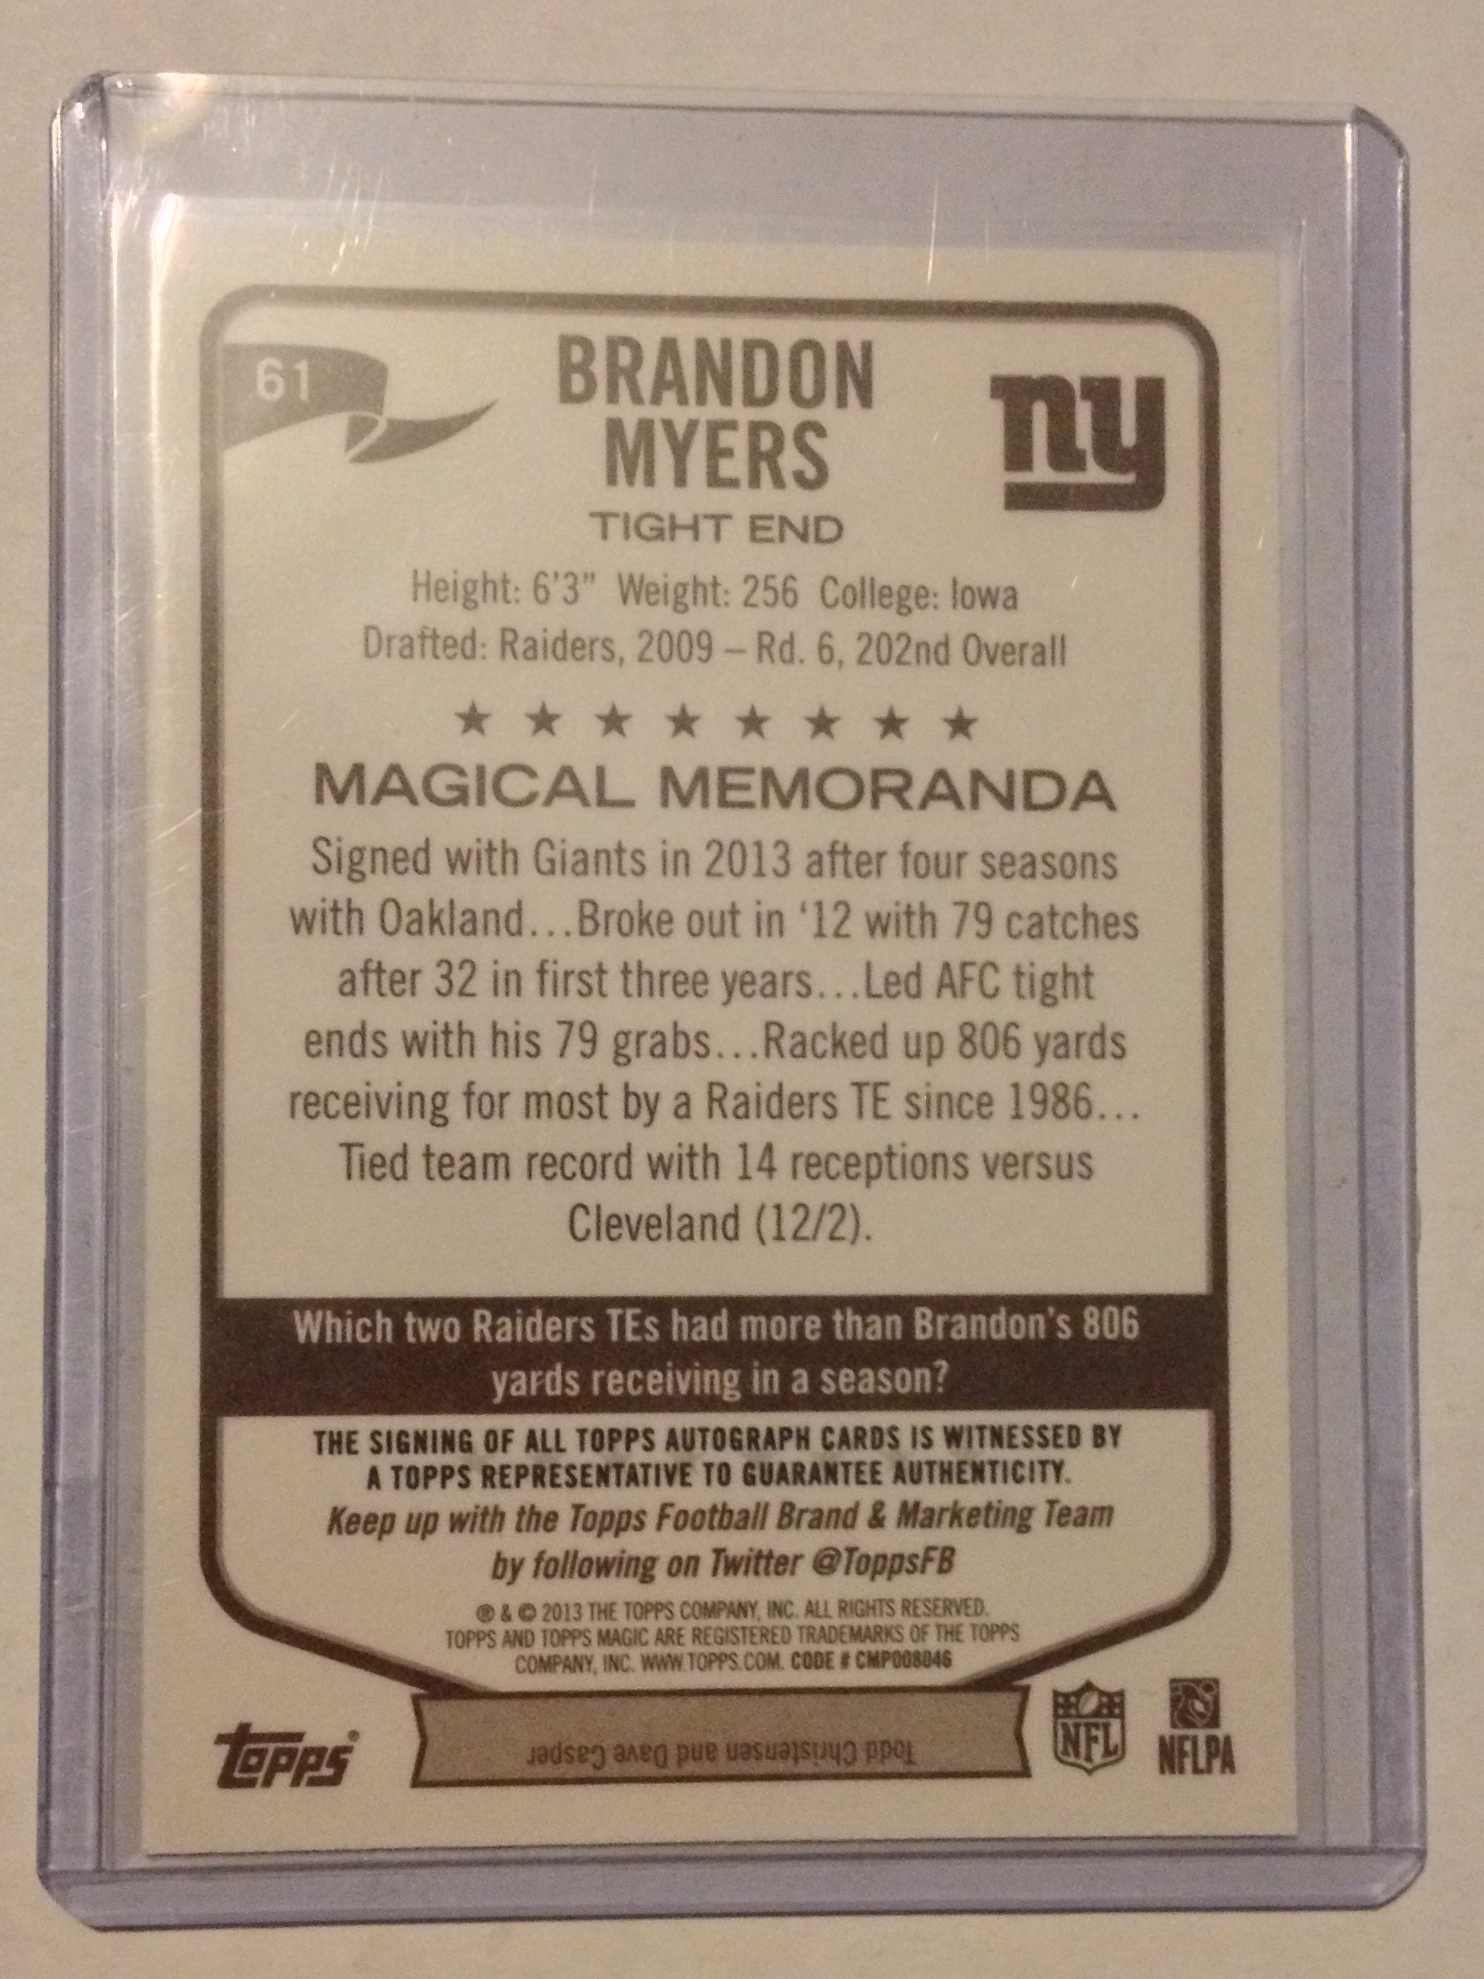 61
BRANDON
MYERS
ny
TIGHT END
Height: 6'3" Weight: 256 College: Iowa
Drafted: Raiders, 2009 – Rd. 6, 202nd Overall
MAGICAL MEMORANDA
Signed with Giants in 2013 after four seasons
with Oakland...Broke out in ‘12 with 79 catches
after 32 in first three years...Led AFC tight
ends with his 79 grabs...Racked up 806 yards
receiving for most by a Raiders TE since 1986...
Tied team record with 14 receptions versus
Cleveland (12/2).
Which two Raiders TEs had more than Brandon's 806
yards receiving in a season?
THE SIGNING OF ALL TOPPS AUTOGRAPH CARDS IS WITNESSED BY
A TOPPS REPRESENTATIVE TO GUARANTEE AUTHENTICITY.
Keep up with the Topps Football Brand & Marketing Team
by following on Twitter @ToppsFB
® & © 2013 THE TOPPS COMPANY, INC. ALL RIGHTS RESERVED.
TOPPS AND TOPPS MAGIC ARE REGISTERED TRADEMARKS OF THE TOPPS
COMPANY, INC. WWW.TOPPS.COM. CODE # CMP008046
topps®
Todd Christensen and Dave Casper
NFL
NFLPA